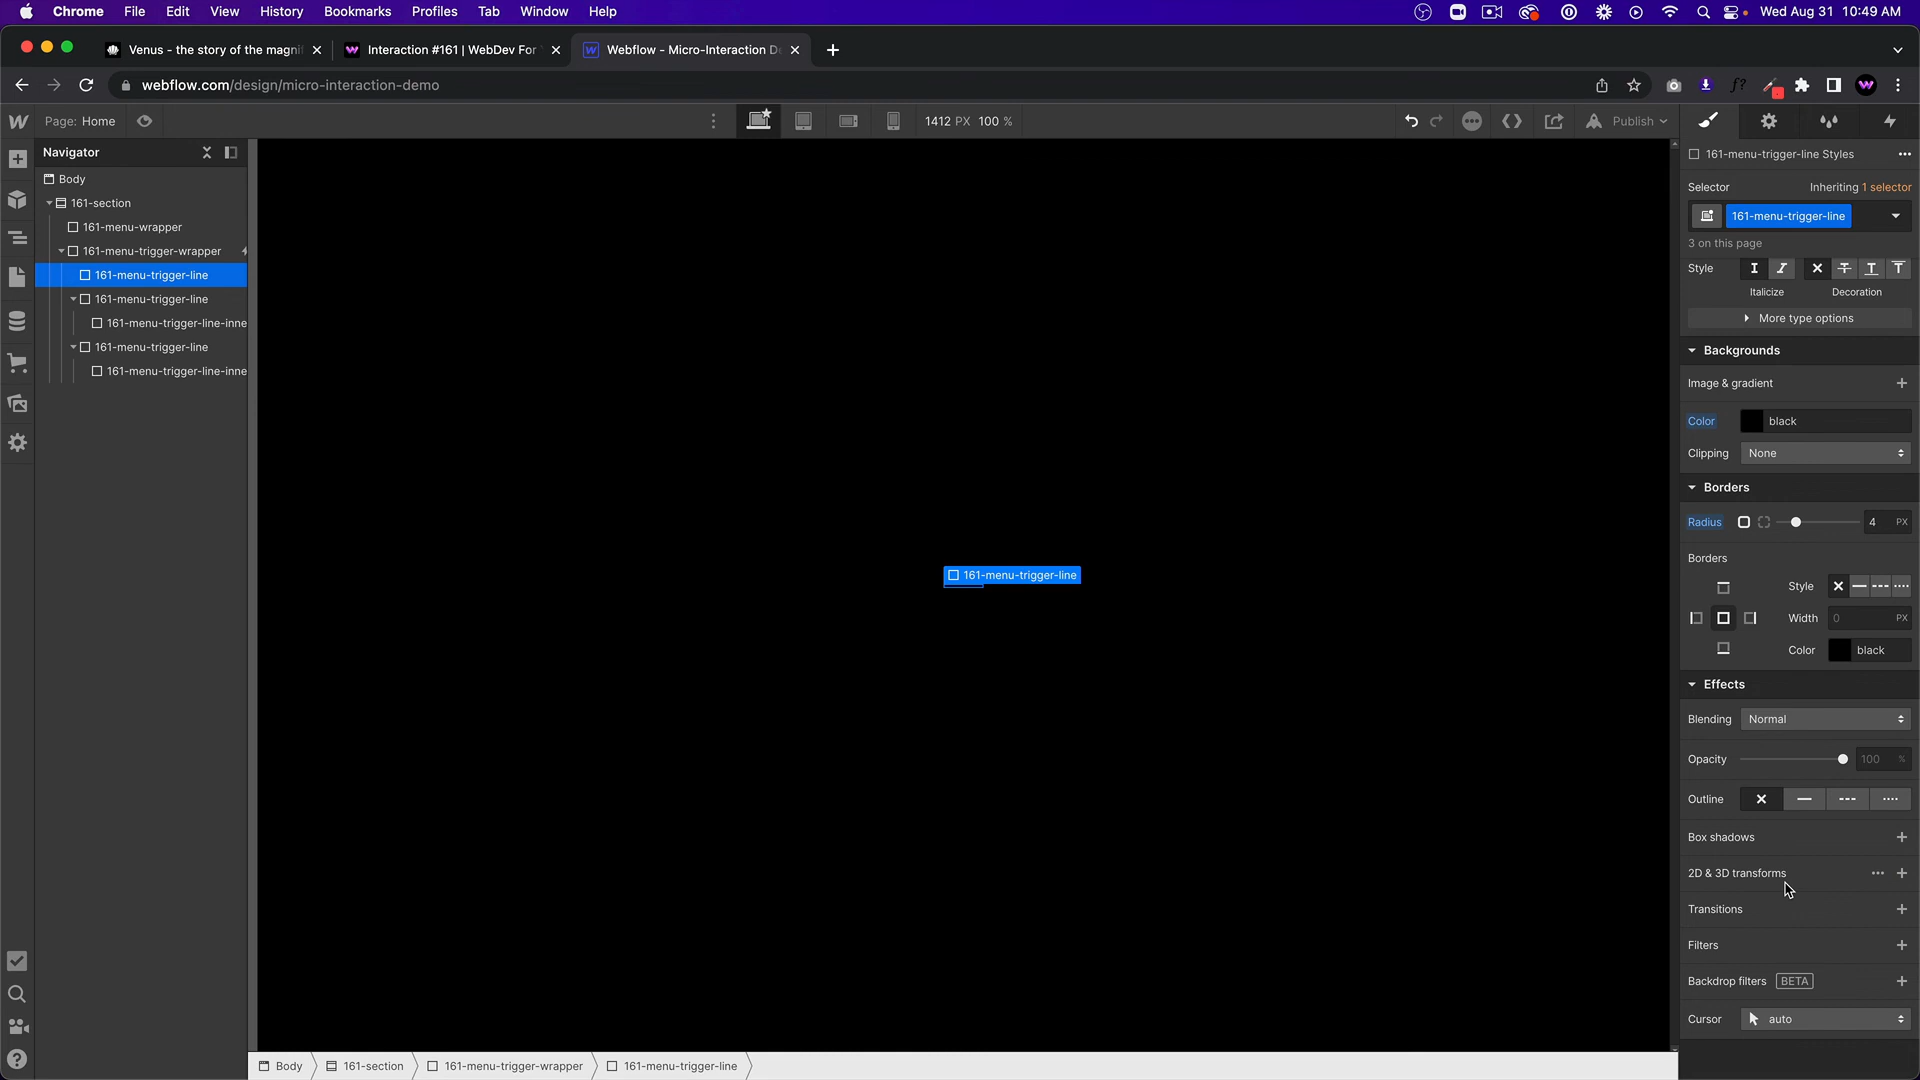 Chrome File Edit View History Bookmarks Profiles Tab Window Help Wed Aug 31 10:49 AM
Venus - the story of the magni Interaction #161 | WebDev For Webflow - Micro-Interaction De
webflow.com/design/micro-interaction-demo
Page: Home 1412 PX 100 % Publish
Navigator
Body
161-section
161-menu-wrapper
161-menu-trigger-wrapper
161-menu-trigger-line
161-menu-trigger-line
161-menu-trigger-line-inne
161-menu-trigger-line
161-menu-trigger-line-inne
161-menu-trigger-line
161-menu-trigger-line Styles
Selector Inheriting 1 selector
161-menu-trigger-line
3 on this page
Style
Italicize Decoration
More type options
Backgrounds
Image & gradient
Color black
Clipping None
Borders
Radius 4 PX
Borders
Style
Width 0 PX
Color black
Effects
Blending Normal
Opacity 100 %
Outline
Box shadows
2D & 3D transforms
Transitions
Filters
Backdrop filters BETA
Cursor auto
Body 161-section 161-menu-trigger-wrapper 161-menu-trigger-line